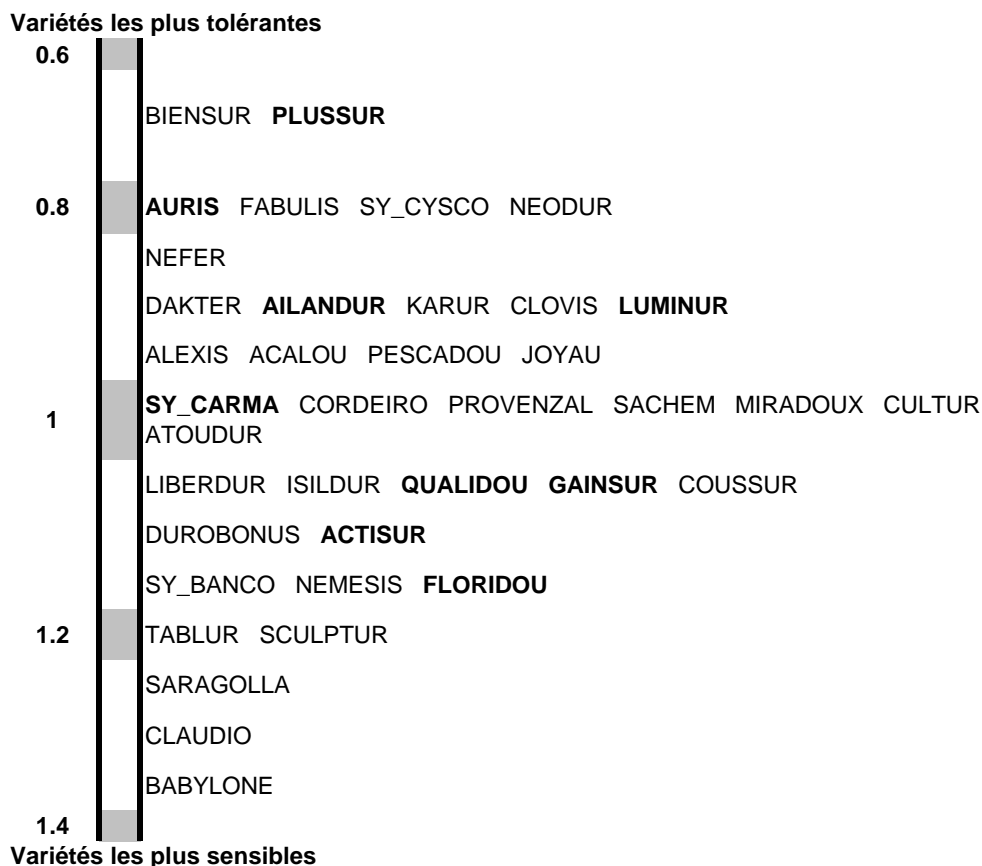 Variétés les plus tolérantes
0.6
BIENSUR PLUSSUR
0.8 AURIS FABULIS SY_CYSCO NEODUR
NEFER
DAKTER AILANDUR KARUR CLOVIS LUMINUR
ALEXIS ACALOU PESCADOU JOYAU
1 SY_CARMA CORDEIRO PROVENZAL SACHEM MIRADOUX CULTUR
ATOUDUR
LIBERDUR ISILDUR QUALIDOU GAINSUR COUSSUR
DUROBONUS ACTISUR
SY_BANCO NEMESIS FLORIDOU
1.2 TABLUR SCULPTUR
SARAGOLLA
CLAUDIO
BABYLONE
1.4
Variétés les plus sensibles